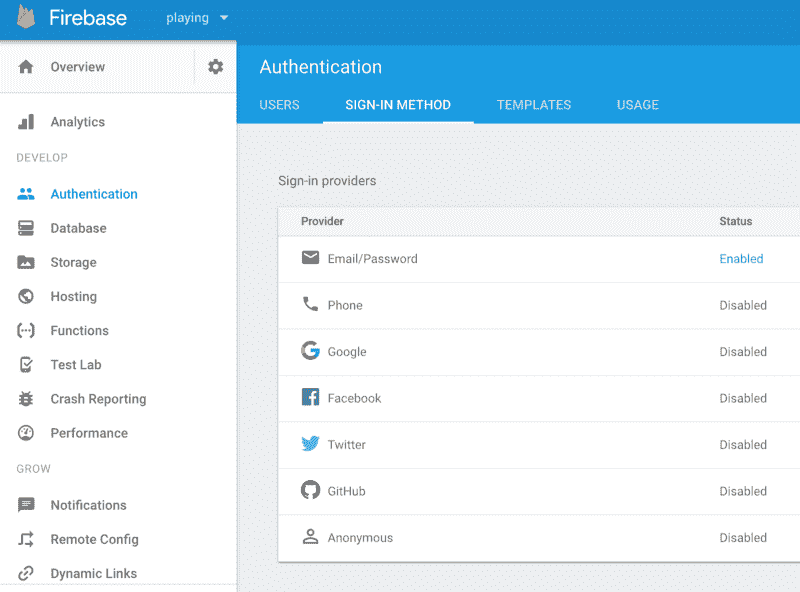 Firebase
playing
Overview
Analytics
DEVELOP
Authentication
Database
Storage
Hosting
Functions
Test Lab
Crash Reporting
Performance
GROW
Notifications
Remote Config
Dynamic Links
Authentication
USERS SIGN-IN METHOD TEMPLATES USAGE
Sign-in providers
Provider Status
Email/Password Enabled
Phone Disabled
Google Disabled
Facebook Disabled
Twitter Disabled
GitHub Disabled
Anonymous Disabled